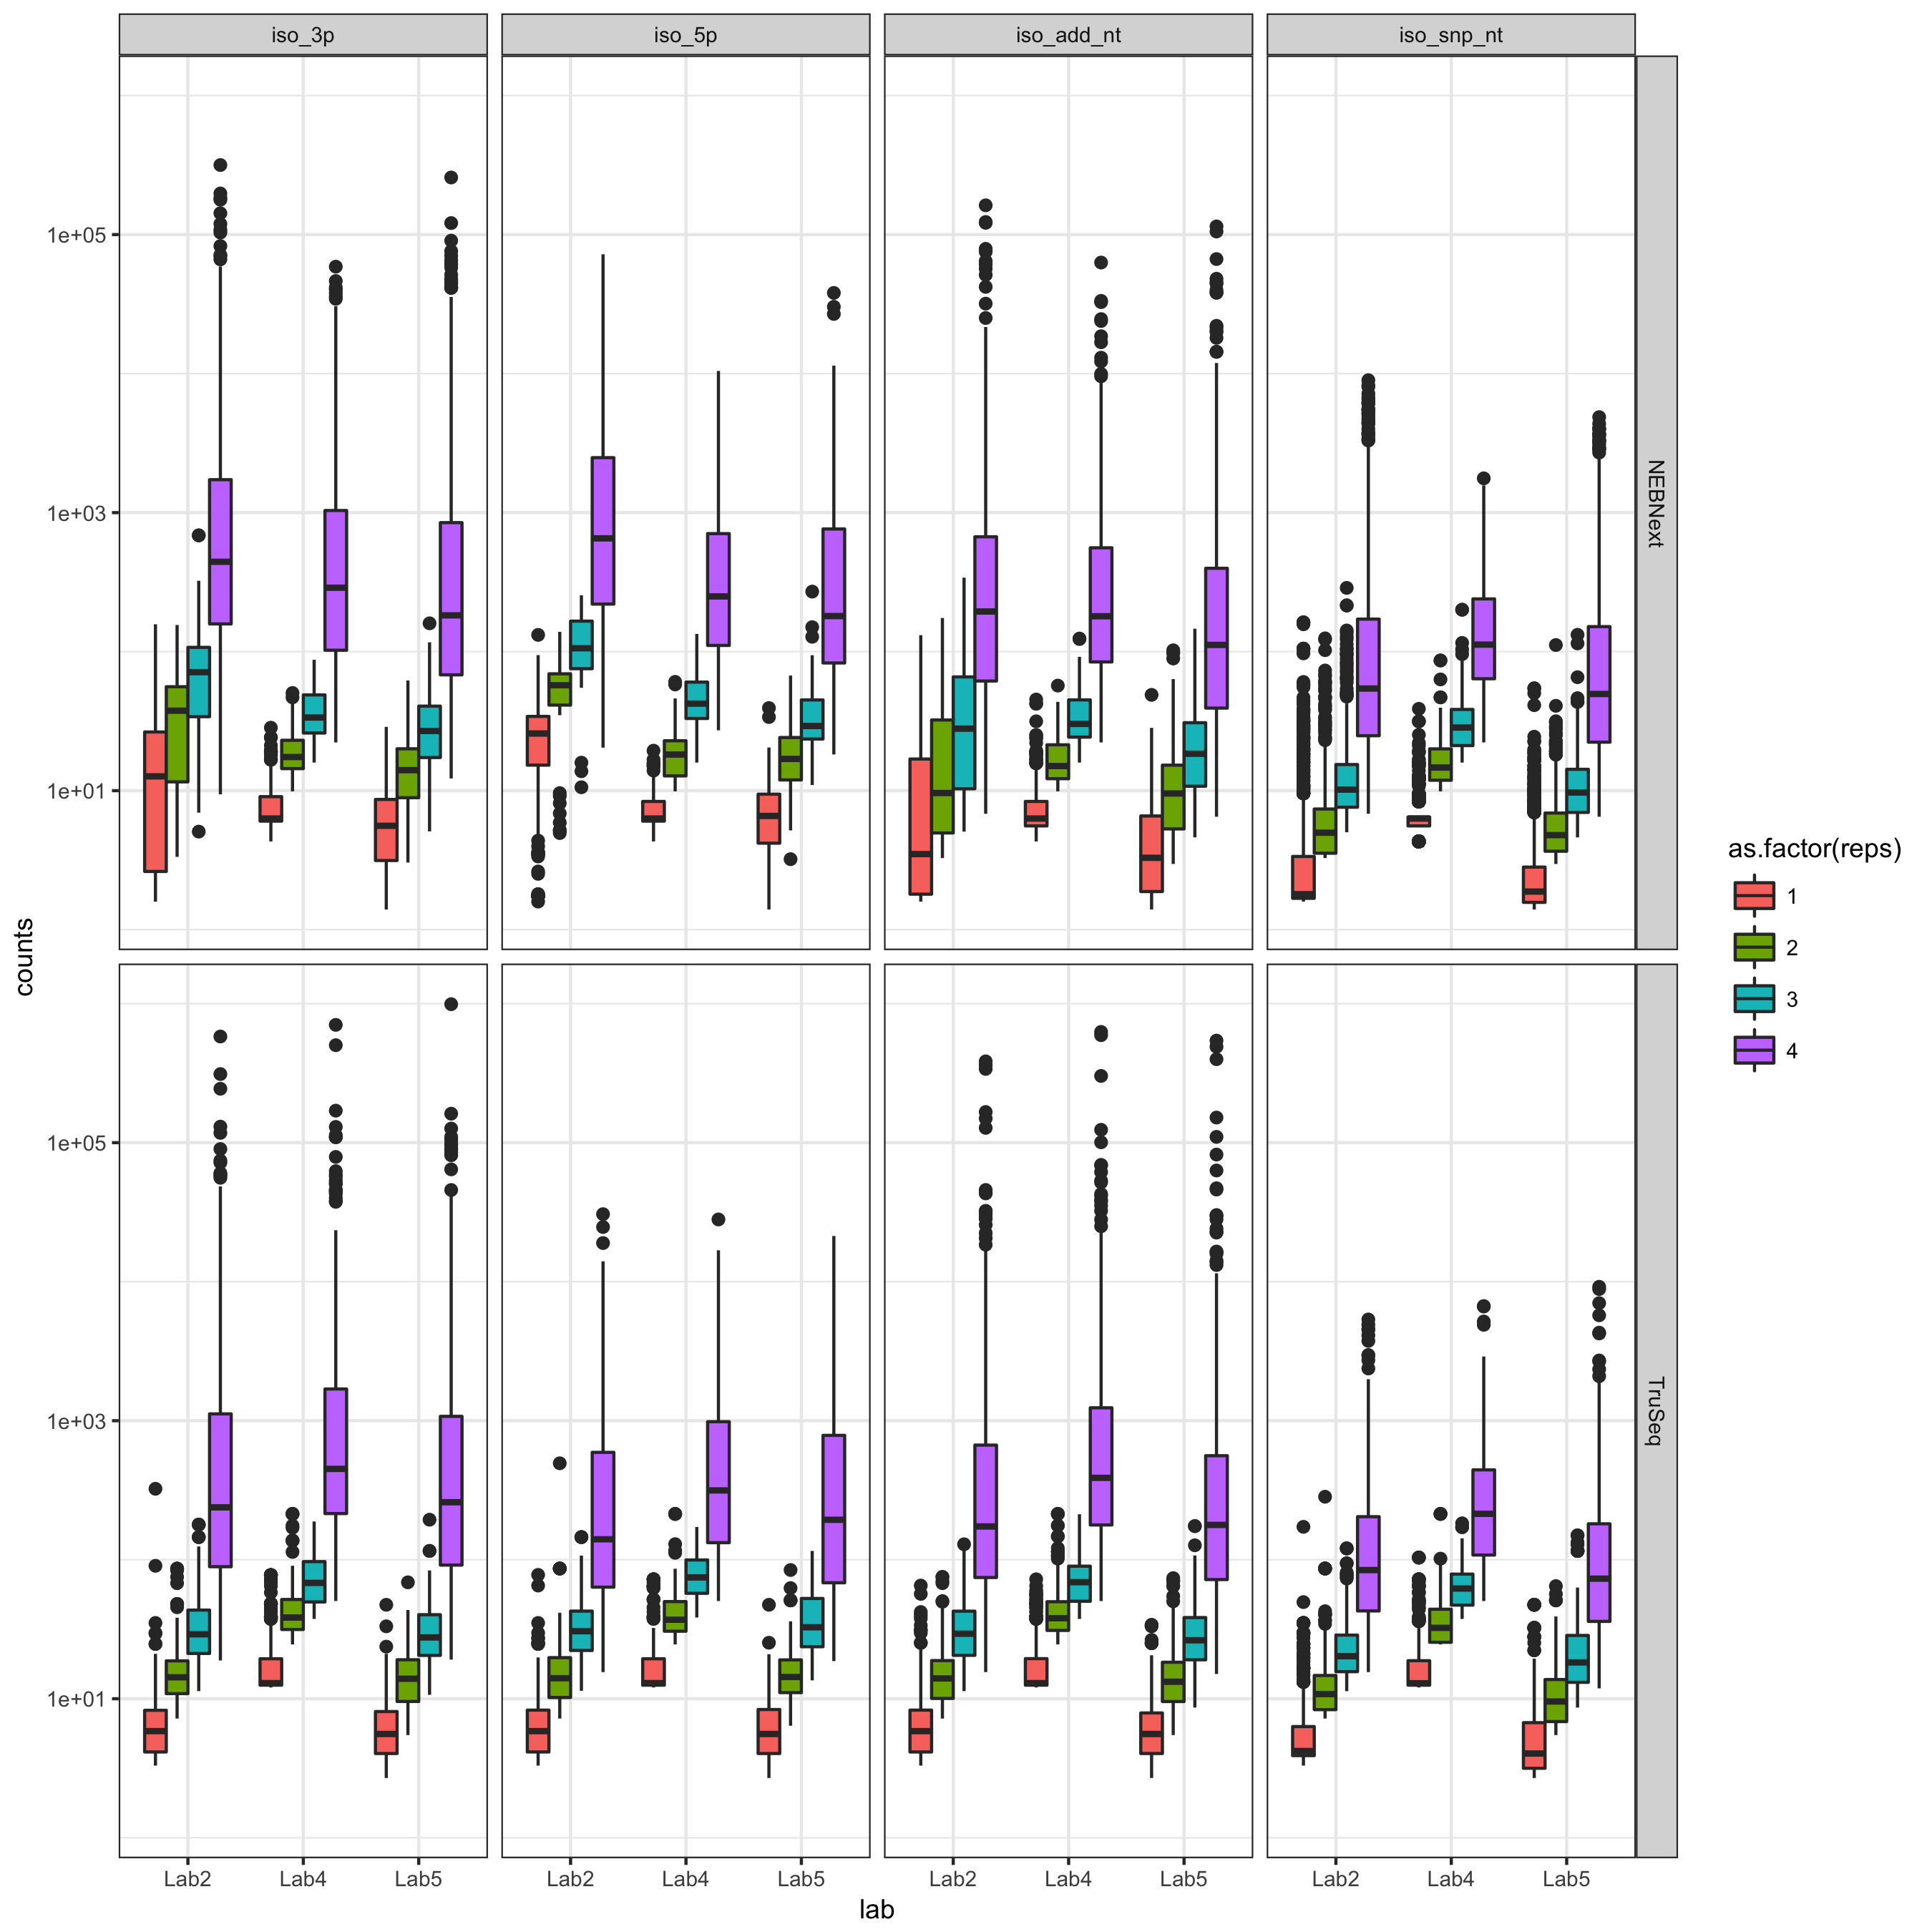 iso_3p iso_5p iso_add_nt iso_snp_nt
1e+05
1e+03
1e+01
NEBNext
counts
1e+05
1e+03
1e+01
TruSeq
Lab2 Lab4 Lab5 Lab2 Lab4 Lab5 Lab2 Lab4 Lab5 Lab2 Lab4 Lab5
lab
as.factor(reps)
1
2
3
4